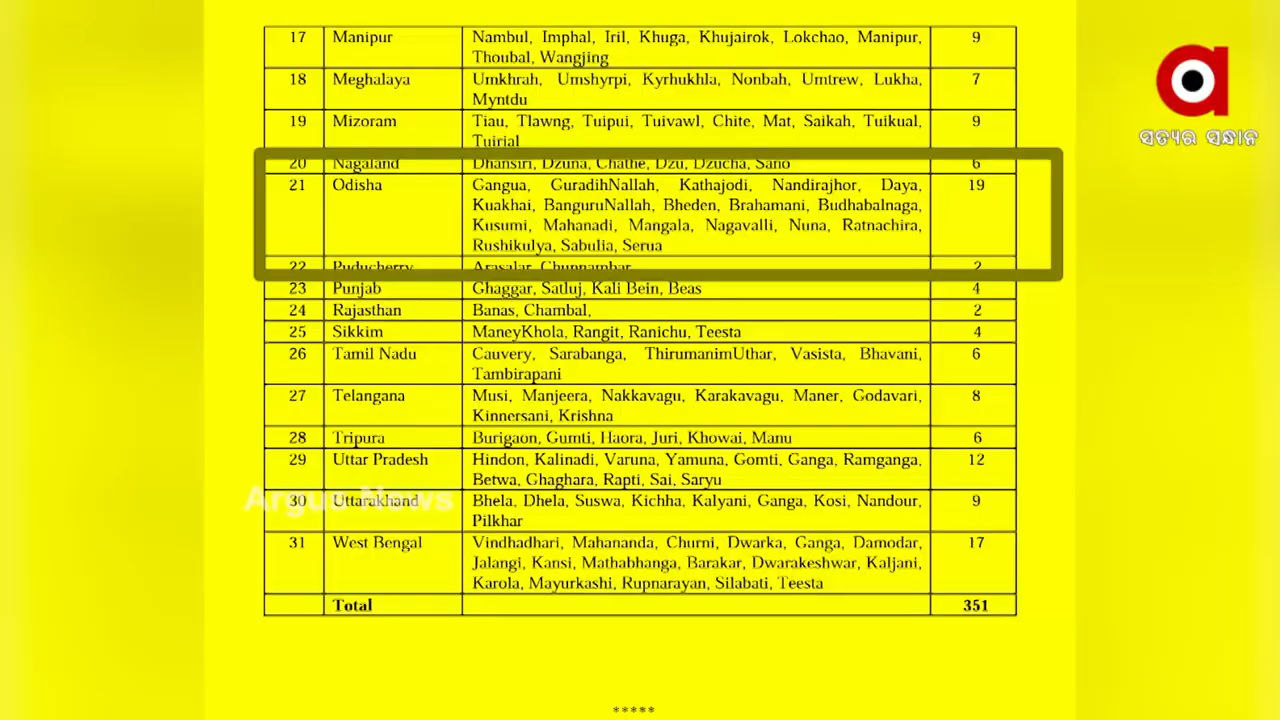 17 Manipur Nambul, Imphal, Iril, Khuga, Khujairok, Lokchao, Manipur, 9
Thoubal, Wangjing
18 Meghalaya Umkhrah, Umshyrpi, Kyrhukhla, Nonbah, Umtrew, Lukha, 7
Myntdu
19 Mizoram Tiau, Tlawng, Tuipui, Tuivawl, Chite, Mat, Saikah, Tuikual, 9
Tuirial
20 Nagaland Dhansiri, Dzuna, Chathe, Dzu, Dzucha, Sano 6
21 Odisha Gangua, GuradihNallah, Kathajodi, Nandirajhor, Daya, 19
Kuakhai, BanguruNallah, Bheden, Brahamani, Budhabalnaga,
Kusumi, Mahanadi, Mangala, Nagavalli, Nuna, Ratnachira,
Rushikulya, Sabulia, Serua
22 Puducherry Arasalar, Chunnambar 2
23 Punjab Ghaggar, Satluj, Kali Bein, Beas 4
24 Rajasthan Banas, Chambal, 2
25 Sikkim ManeyKhola, Rangit, Ranichu, Teesta 4
26 Tamil Nadu Cauvery, Sarabanga, ThirumanimUthar, Vasista, Bhavani, 6
Tambirapani
27 Telangana Musi, Manjeera, Nakkavagu, Karakavagu, Maner, Godavari, 8
Kinnersani, Krishna
28 Tripura Burigaon, Gumti, Haora, Juri, Khowai, Manu 6
29 Uttar Pradesh Hindon, Kalinadi, Varuna, Yamuna, Gomti, Ganga, Ramganga, 12
Betwa, Ghaghara, Rapti, Sai, Saryu
30 Uttarakhand Bhela, Dhela, Suswa, Kichha, Kalyani, Ganga, Kosi, Nandour, 9
Pilkhar
31 West Bengal Vindhadhari, Mahananda, Churni, Dwarka, Ganga, Damodar, 17
Jalangi, Kansi, Mathabhanga, Barakar, Dwarakeshwar, Kaljani,
Karola, Mayurkashi, Rupnarayan, Silabati, Teesta
Total 351
*****
Argus News
ସତ୍ୟର ସନ୍ଧାନ